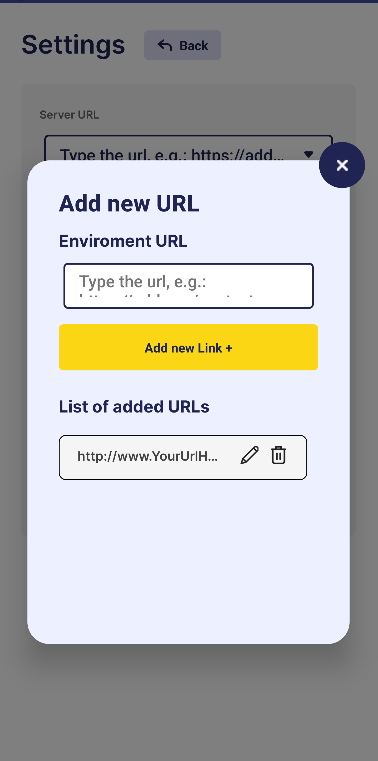 Settings
Back
Server URL
Type the url, e.g.: https://add...
Add new URL
Enviroment URL
Type the url, e.g.:
Add new Link +
List of added URLs
http://www.YourUrlH...